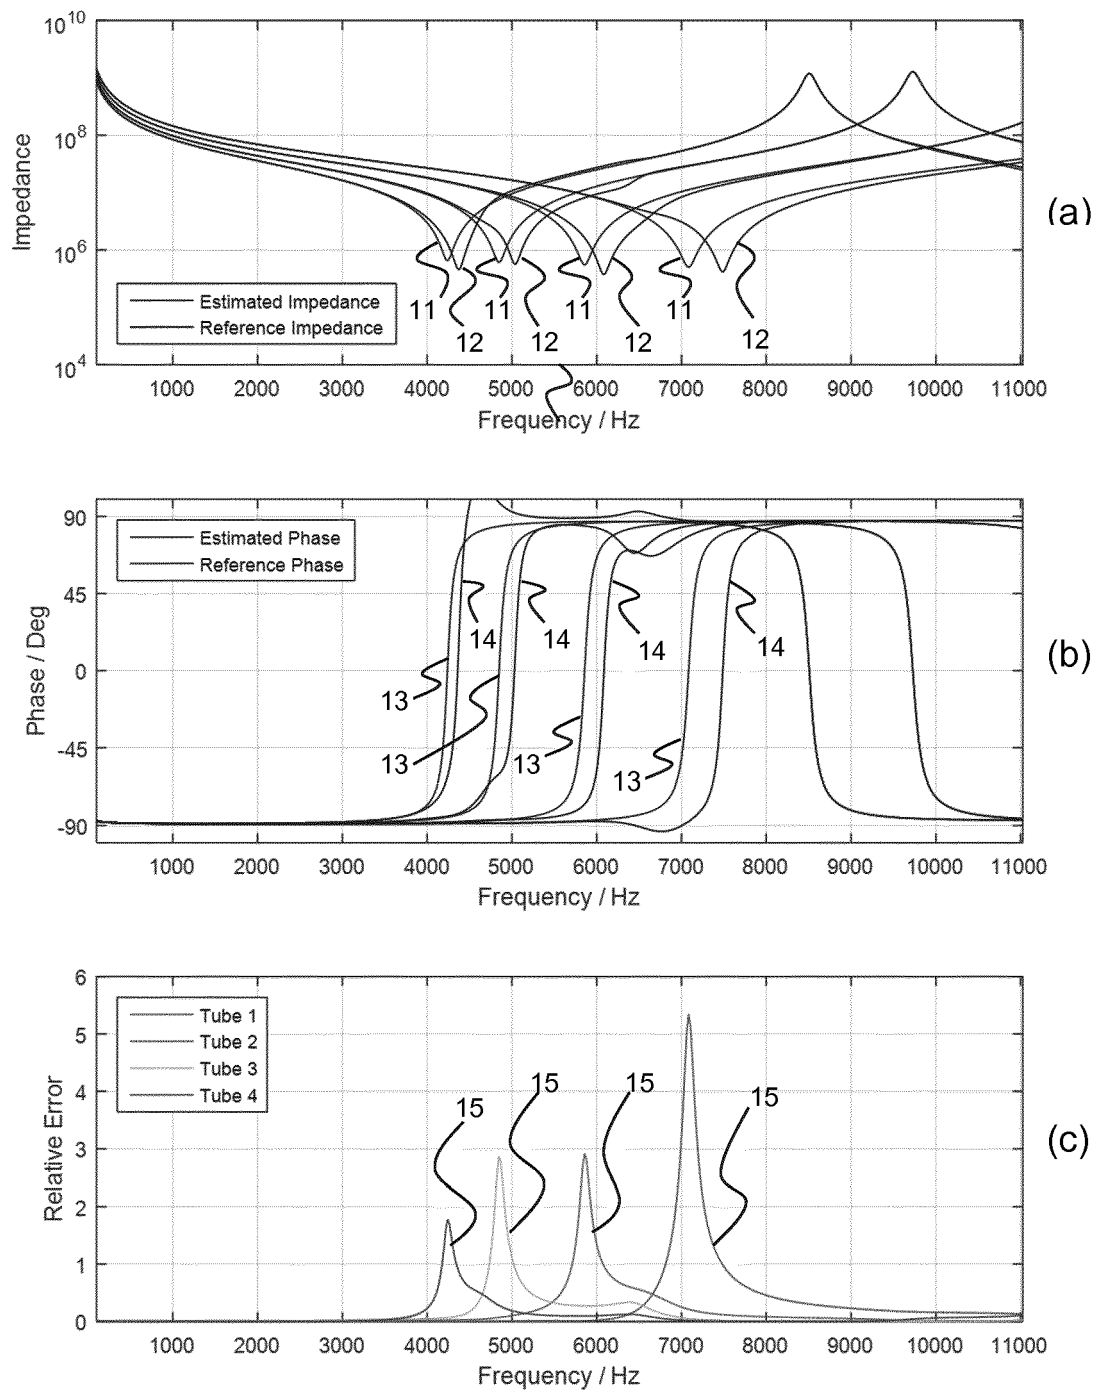 10^10
10^8
10^6
10^4
Impedance
Estimated Impedance
Reference Impedance
11 12 11 12 11 12 11 12
1000 2000 3000 4000 5000 6000 7000 8000 9000 10000 11000
Frequency / Hz
(a)
90
45
0
-45
-90
Phase / Deg
Estimated Phase
Reference Phase
14 14 14 14
13 13 13 13
1000 2000 3000 4000 5000 6000 7000 8000 9000 10000 11000
Frequency / Hz
(b)
6
5
4
3
2
1
0
Relative Error
Tube 1
Tube 2
Tube 3
Tube 4
15 15 15 15
1000 2000 3000 4000 5000 6000 7000 8000 9000 10000 11000
Frequency / Hz
(c)